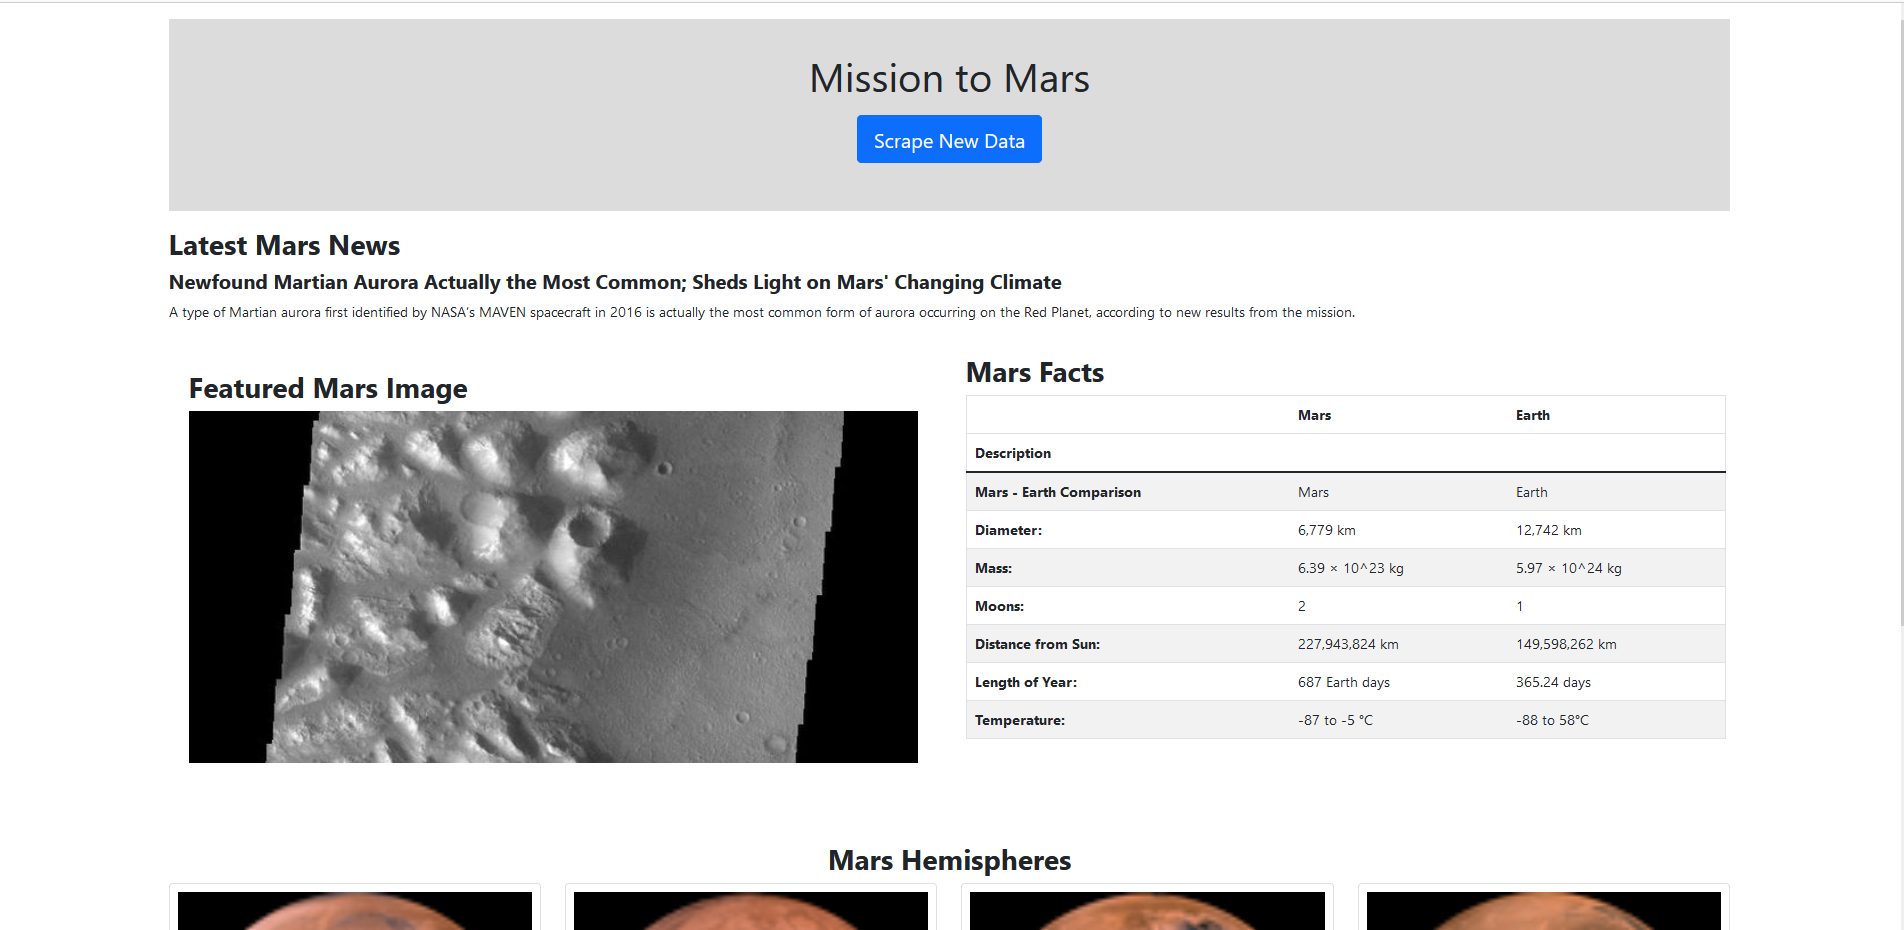 Mission to Mars
Scrape New Data
Latest Mars News
Newfound Martian Aurora Actually the Most Common; Sheds Light on Mars' Changing Climate
A type of Martian aurora first identified by NASA’s MAVEN spacecraft in 2016 is actually the most common form of aurora occurring on the Red Planet, according to new results from the mission.
Featured Mars Image
Mars Facts
Mars Earth
Description
Mars - Earth Comparison Mars Earth
Diameter: 6,779 km 12,742 km
Mass: 6.39 × 10^23 kg 5.97 × 10^24 kg
Moons: 2 1
Distance from Sun: 227,943,824 km 149,598,262 km
Length of Year: 687 Earth days 365.24 days
Temperature: -87 to -5 °C -88 to 58°C
Mars Hemispheres